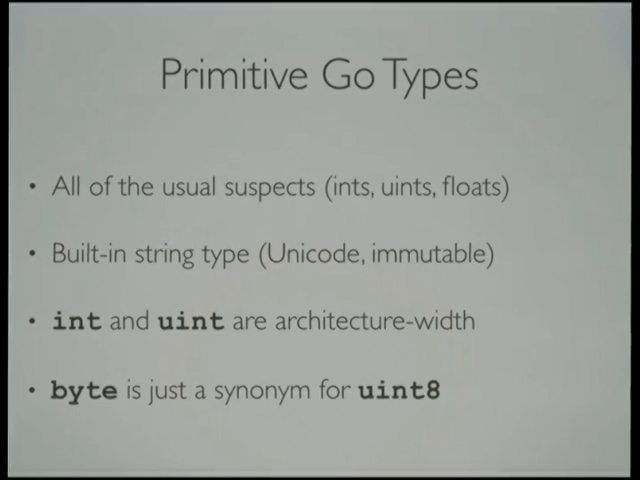 Primitive Go Types
• All of the usual suspects (ints, uints, floats)
• Built-in string type (Unicode, immutable)
• int and uint are architecture-width
• byte is just a synonym for uint8